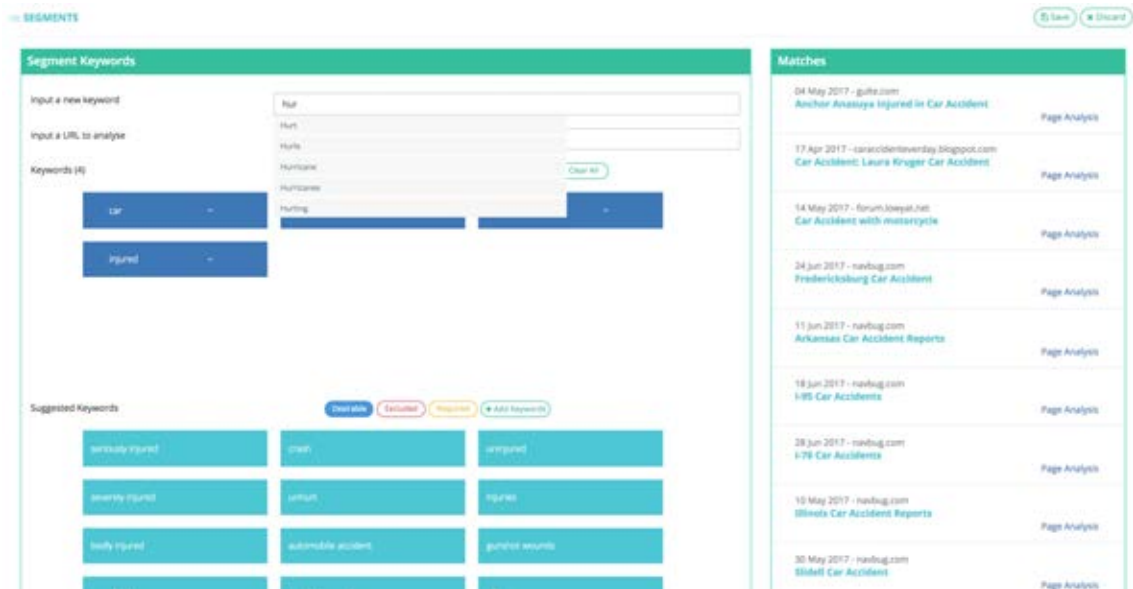 SEGMENTS
Save
Discard
Segment Keywords
Input a new keyword
hur
Hurt
Hurls
Hurricane
Hurricanes
Hurting
Input a URL to analyse
Keywords (4)
Clear All
car
injured
Suggested Keywords
Desirable
Excluded
Required
+ Add Keywords
seriously injured
crash
uninjured
severely injured
unhurt
injuries
badly injured
automobile accident
gunshot wounds
Matches
04 May 2017 - gulte.com
Anchor Anasuya Injured in Car Accident
Page Analysis
17 Apr 2017 - caraccidenteverday.blogspot.com
Car Accident: Laura Kruger Car Accident
Page Analysis
14 May 2017 - forum.lowyat.net
Car Accident with motorcycle
Page Analysis
24 Jun 2017 - navbug.com
Fredericksburg Car Accident
Page Analysis
11 Jun 2017 - navbug.com
Arkansas Car Accident Reports
Page Analysis
18 Jun 2017 - navbug.com
I-95 Car Accidents
Page Analysis
28 Jun 2017 - navbug.com
I-78 Car Accidents
Page Analysis
10 May 2017 - navbug.com
Illinois Car Accident Reports
Page Analysis
30 May 2017 - navbug.com
Slidell Car Accident
Page Analysis